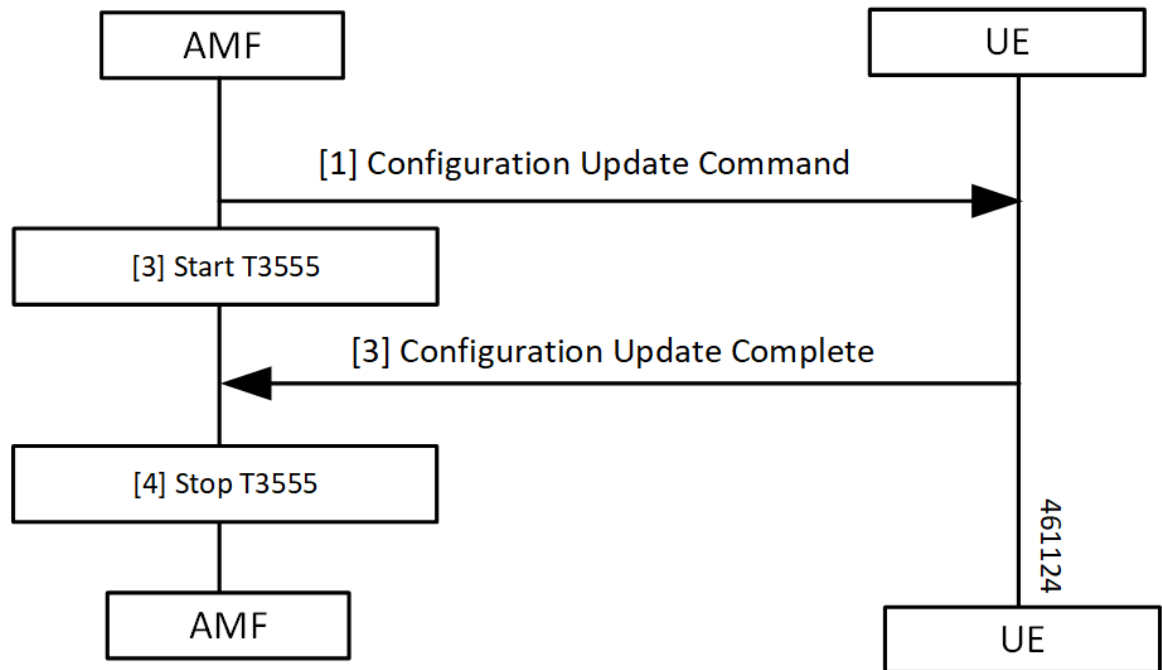 AMF
UE
[1] Configuration Update Command
[3] Start T3555
[3] Configuration Update Complete
[4] Stop T3555
461124
AMF
UE